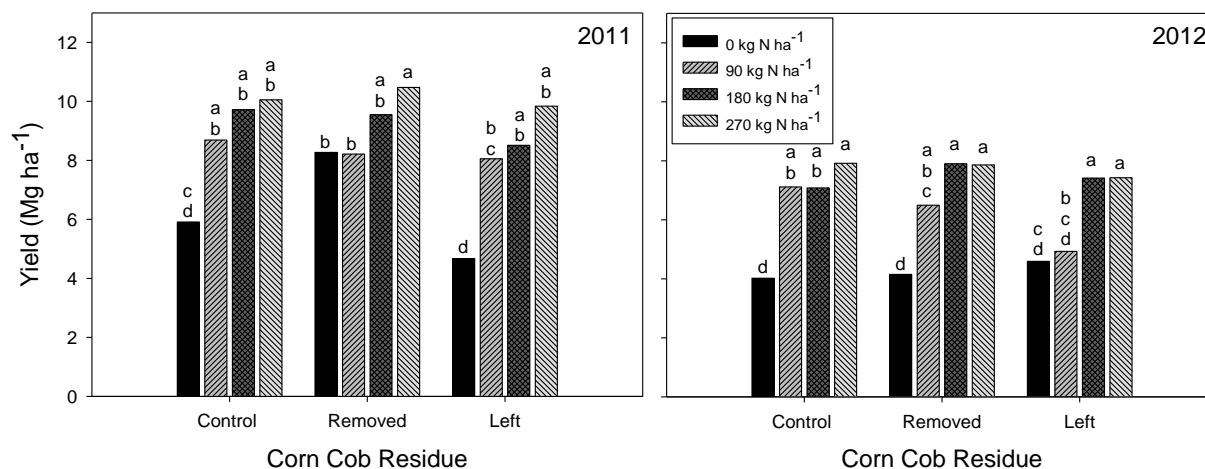 2011
Yield (Mg ha⁻¹)
12
10
8
6
4
2
0
c
d
a
b
a
b
a
b
b
b
a
b
a
d
b
c
a
b
a
b
Control
Removed
Left
Corn Cob Residue
2012
0 kg N ha⁻¹
90 kg N ha⁻¹
180 kg N ha⁻¹
270 kg N ha⁻¹
d
a
b
a
b
a
d
a
b
c
a
a
c
d
b
c
d
a
a
Control
Removed
Left
Corn Cob Residue